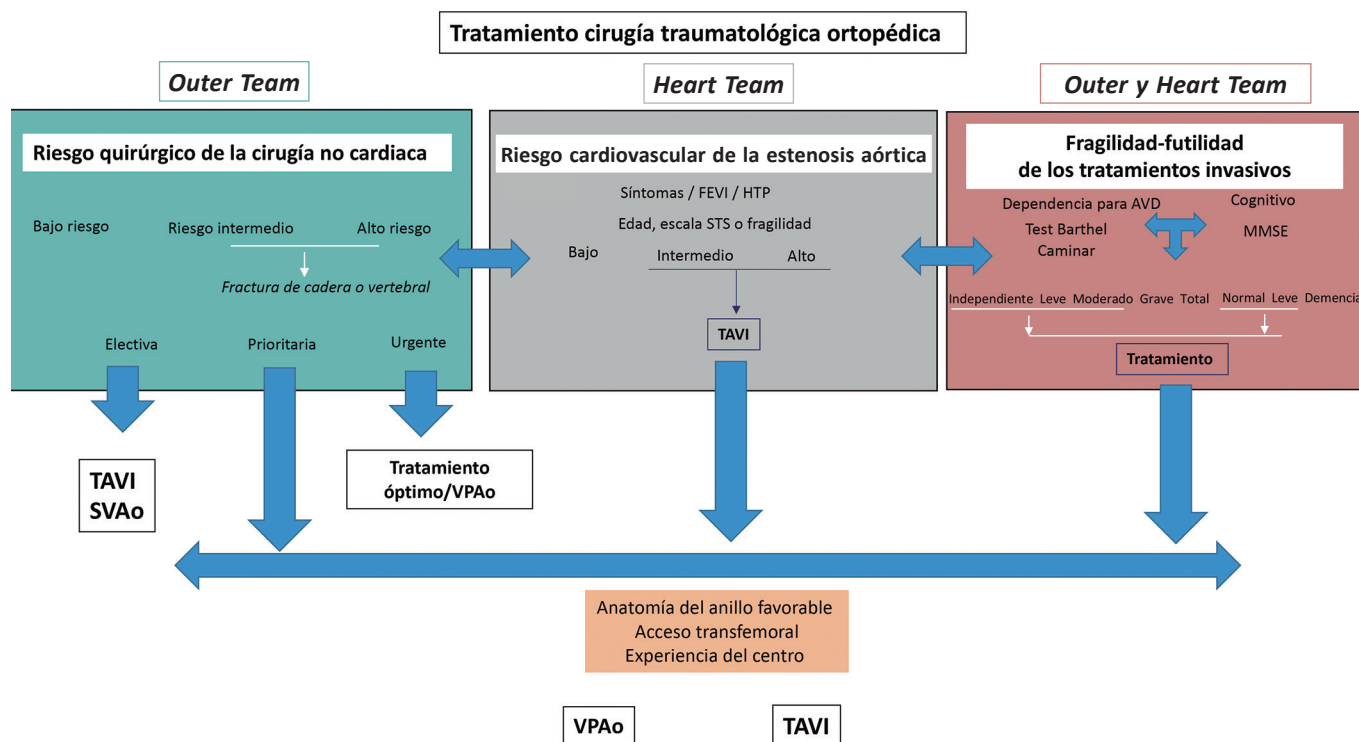 Tratamiento cirugía traumatológica ortopédica
Outer Team
Heart Team
Outer y Heart Team
Riesgo quirúrgico de la cirugía no cardiaca
Bajo riesgo
Riesgo intermedio
Alto riesgo
Fractura de cadera o vertebral
Electiva
Prioritaria
Urgente
TAVI
SVAo
Tratamiento
óptimo/VPAo
Riesgo cardiovascular de la estenosis aórtica
Síntomas / FEVI / HTP
Edad, escala STS o fragilidad
Bajo
Intermedio
Alto
TAVI
Fragilidad-futilidad
de los tratamientos invasivos
Dependencia para AVD
Test Barthel
Caminar
Cognitivo
MMSE
Independiente Leve Moderado Grave Total
Normal Leve Demencia
Tratamiento
Anatomía del anillo favorable
Acceso transfemoral
Experiencia del centro
VPAo
TAVI